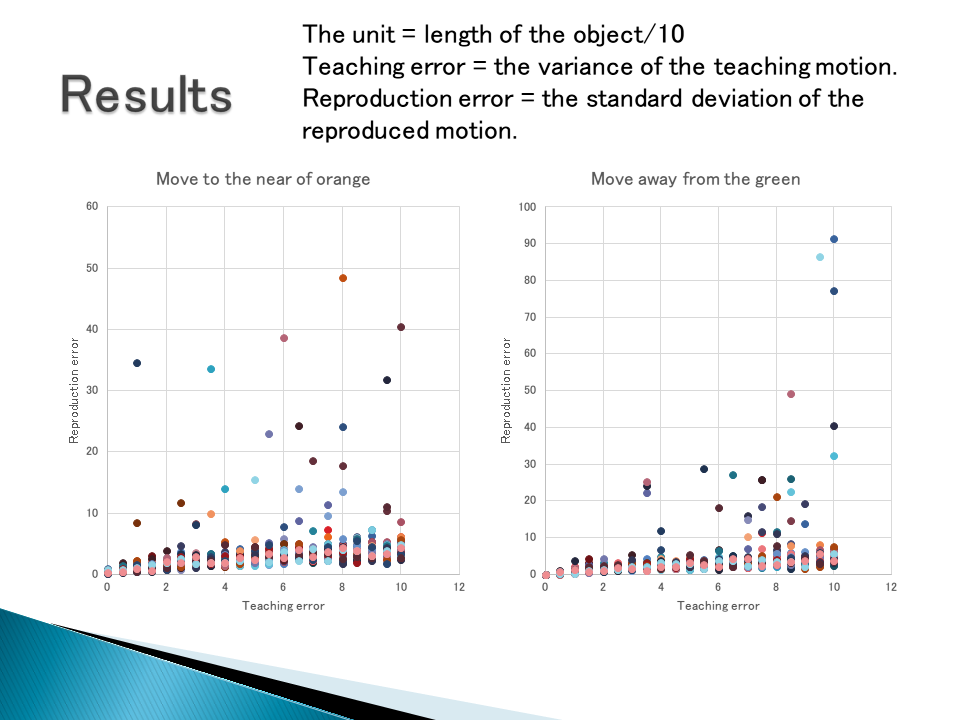 The unit = length of the object/10
Teaching error = the variance of the teaching motion.
Reproduction error = the standard deviation of the
reproduced motion.
Results
Move to the near of orange
60
50
40
30
20
10
0
0 2 4 6 8 10 12
Reproduction error
Teaching error
Move away from the green
100
90
80
70
60
50
40
30
20
10
0
0 2 4 6 8 10 12
Reproduction error
Teaching error